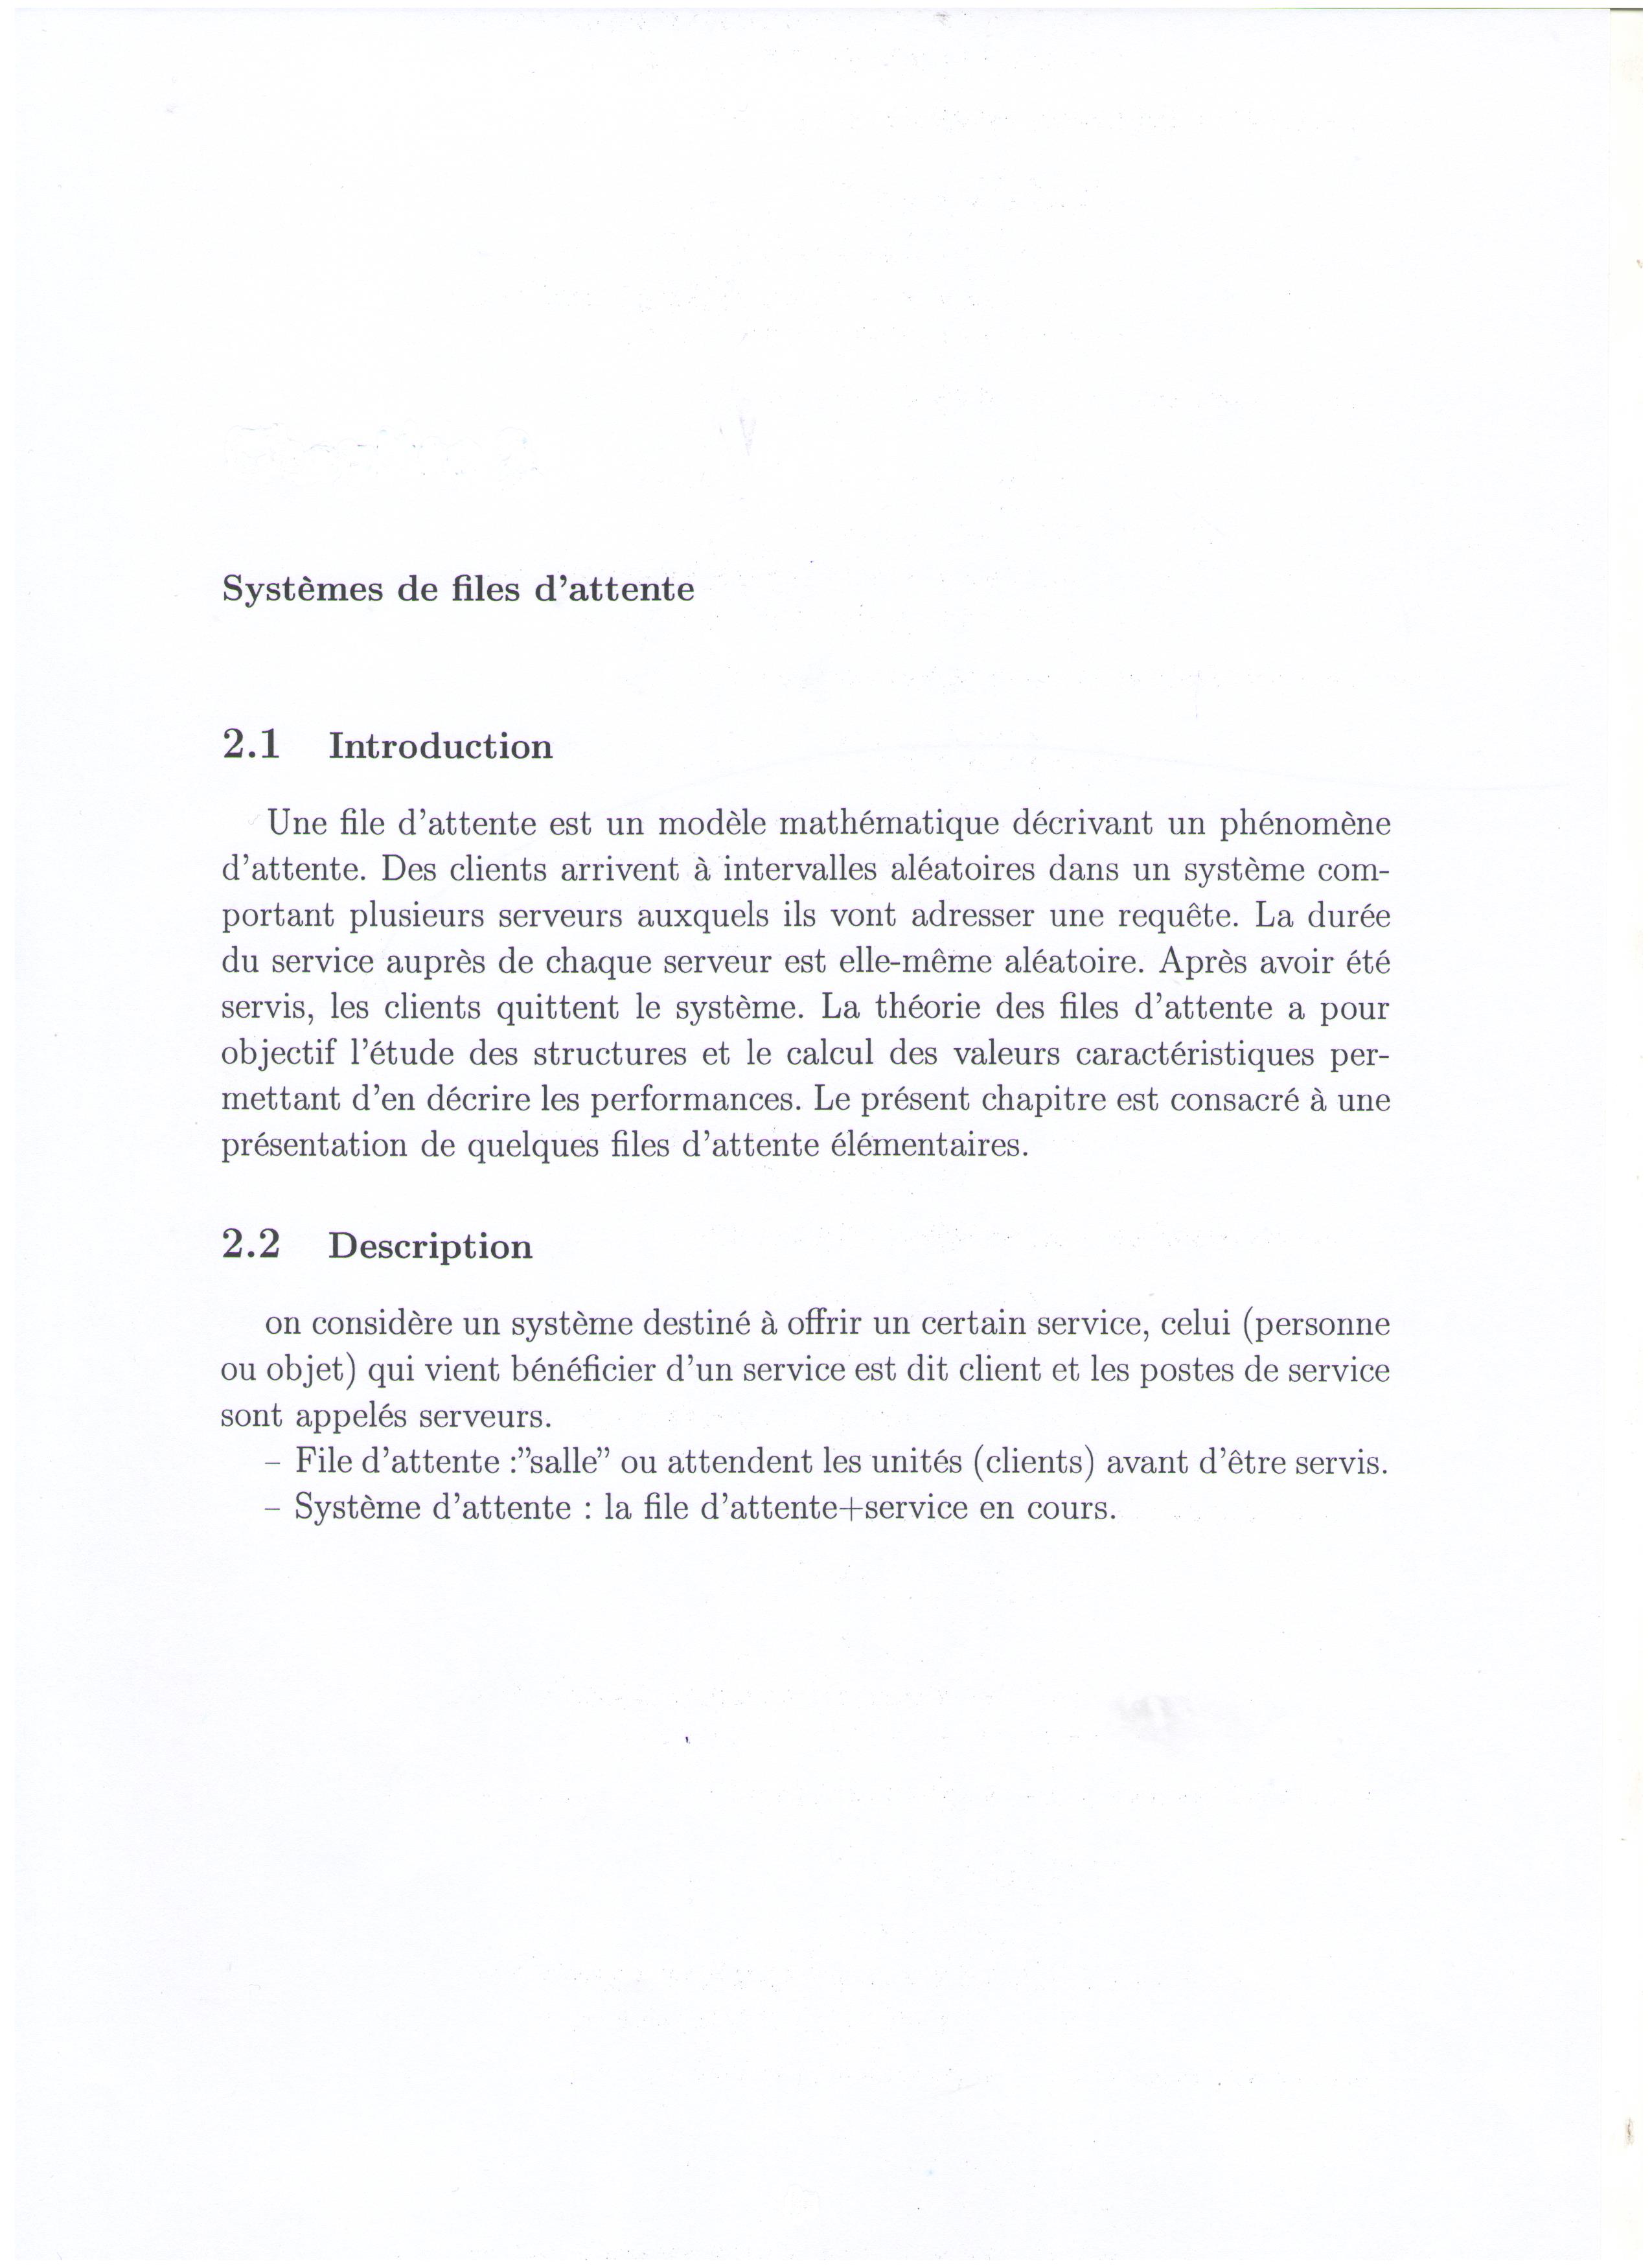 Systèmes de files d'attente
2.1 Introduction
Une file d'attente est un modèle mathématique décrivant un phénomène
d'attente. Des clients arrivent à intervalles aléatoires dans un système com-
portant plusieurs serveurs auxquels ils vont adresser une requête. La durée
du service auprès de chaque serveur est elle-même aléatoire. Après avoir été
servis, les clients quittent le système. La théorie des files d'attente a pour
objectif l'étude des structures et le calcul des valeurs caractéristiques per-
mettant d'en décrire les performances. Le présent chapitre est consacré à une
présentation de quelques files d'attente élémentaires.
2.2 Description
on considère un système destiné à offrir un certain service, celui (personne
ou objet) qui vient bénéficier d'un service est dit client et les postes de service
sont appelés serveurs.
– File d'attente :"salle" ou attendent les unités (clients) avant d'être servis.
– Système d'attente : la file d'attente+service en cours.